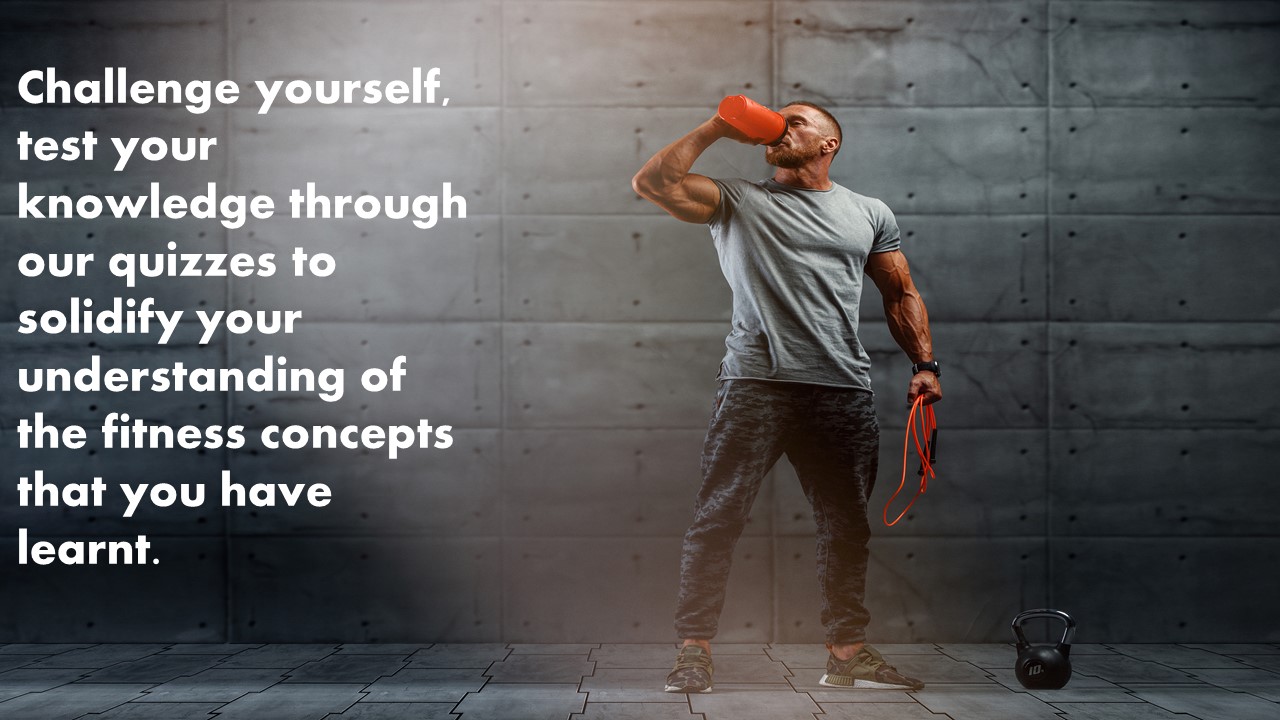 Challenge yourself,
test your
knowledge through
our quizzes to
solidify your
understanding of
the fitness concepts
that you have
learnt.
10.